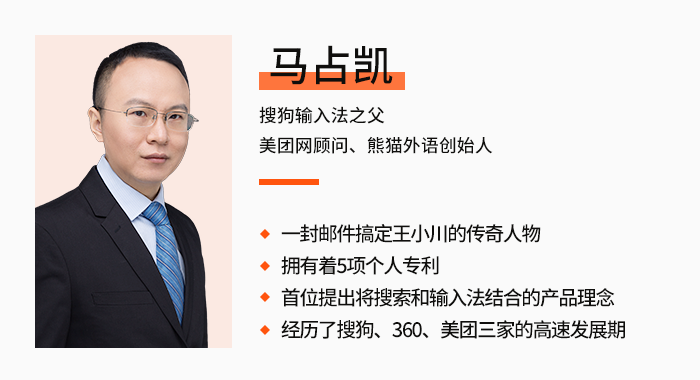 马占凯
搜狗输入法之父
美团网顾问、熊猫外语创始人
一封邮件搞定王小川的传奇人物
拥有着5项个人专利
首位提出将搜索和输入法结合的产品理念
经历了搜狗、360、美团三家的高速发展期